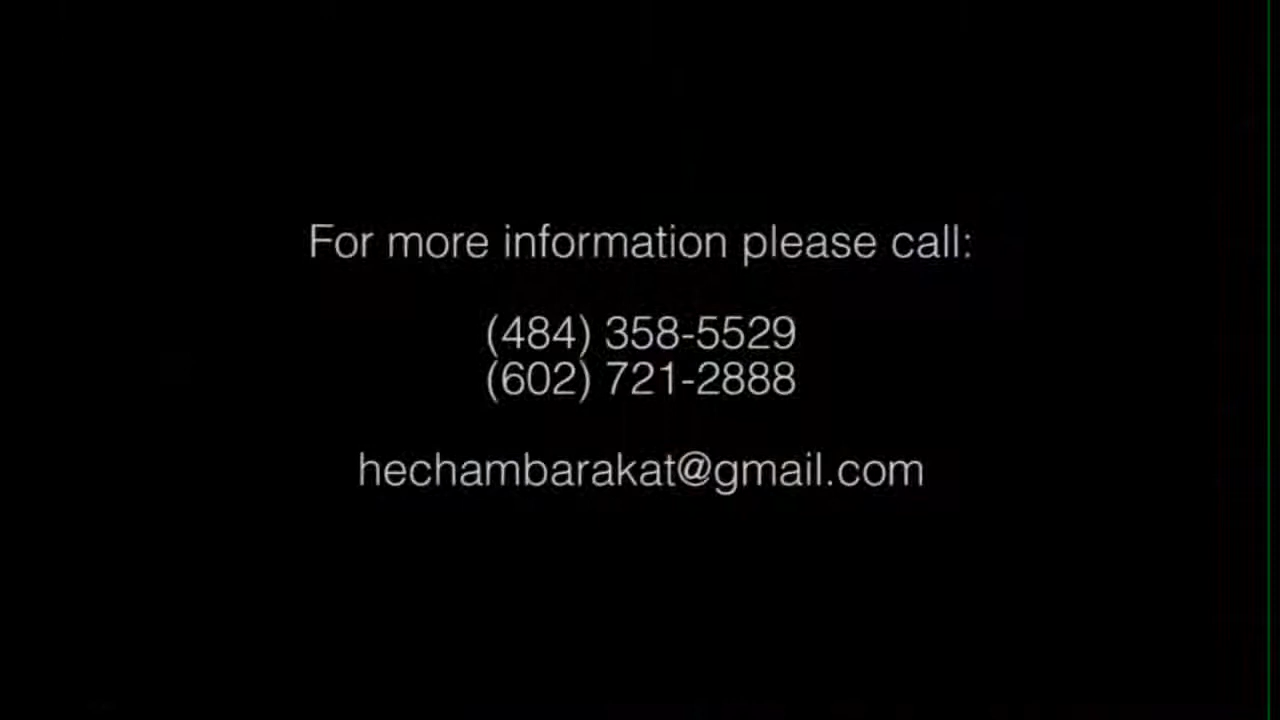 For more information please call:
(484) 358-5529
(602) 721-2888
hechambarakat@gmail.com